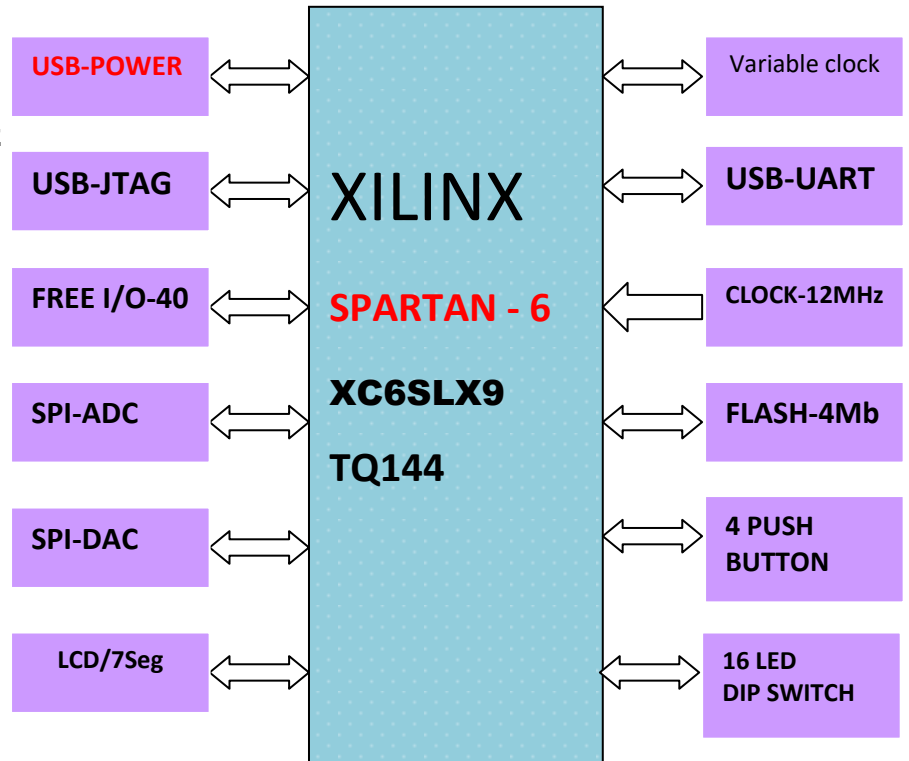 USB-POWER
USB-JTAG
FREE I/O-40
SPI-ADC
SPI-DAC
LCD/7Seg
XILINX
SPARTAN - 6
XC6SLX9
TQ144
Variable clock
USB-UART
CLOCK-12MHz
FLASH-4Mb
4 PUSH
BUTTON
16 LED
DIP SWITCH